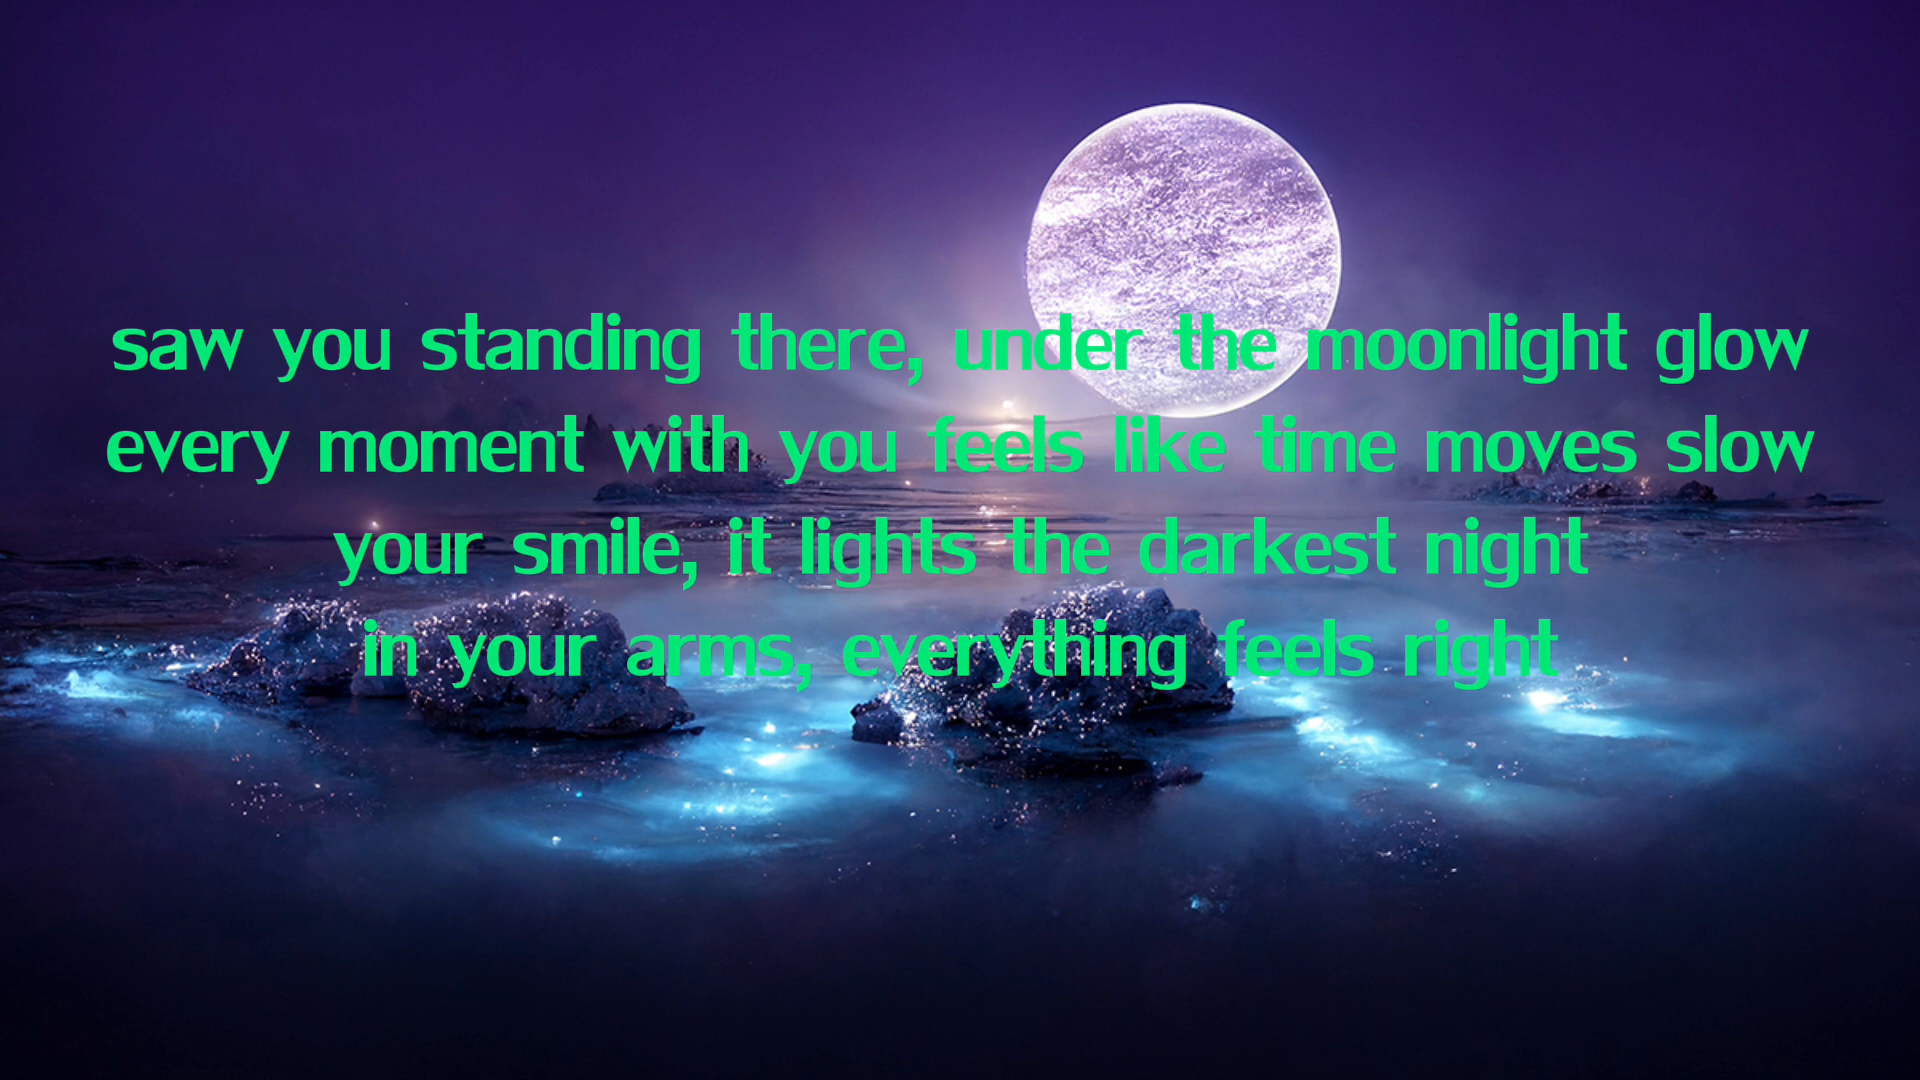 saw you standing there, under the moonlight glow
every moment with you feels like time moves slow
your smile, it lights the darkest night
in your arms, everything feels right